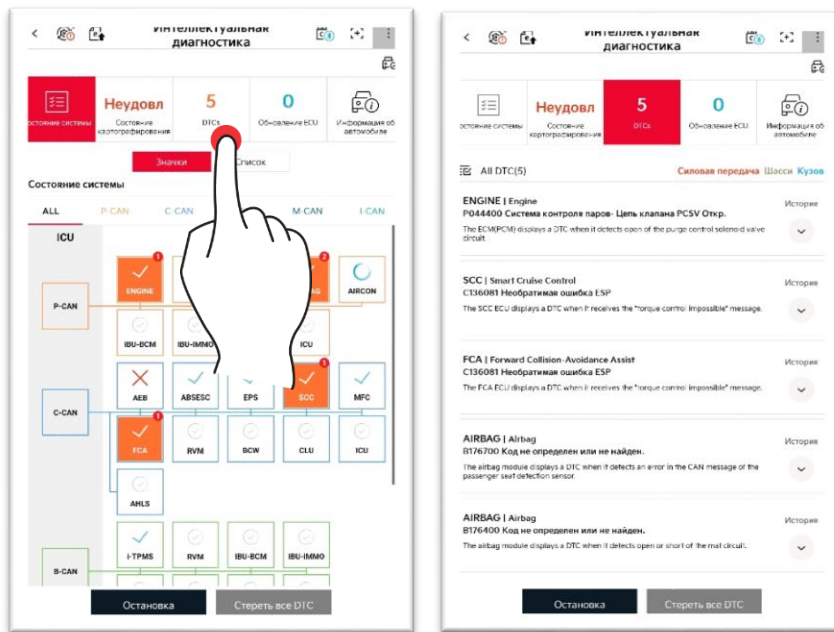 Интеллектуальная
диагностика
остояние системы
Неудовл
Состояние
картографирования
5
DTCs
0
Обновление ECU
Информация об
автомобиле
Значки
Список
Состояние системы
ALL P-CAN C-CAN M-CAN I-CAN
ICU
P-CAN
1
ENGINE
2
AIRCON
IBU-BCM IBU-IMMO ICU
C-CAN
AEB ABSESC EPS SCC MFC
1
1
FCA RVM BCW CLU ICU
AHLS
B-CAN
i-TPMS RVM IBU-BCM IBU-IMMO
Остановка
Стереть все DTC
Интеллектуальная
диагностика
остояние системы
Неудовл
Состояние
картографирования
5
DTCs
0
Обновление ECU
Информация об
автомобиле
All DTC(5)
Силовая передача Шасси Кузов
ENGINE | Engine
История
P044400 Система контроля паров- Цепь клапана PCSV Откр.
The ECM(PCM) displays a DTC when it detects open of the purge control solenoid valve
circuit.
SCC | Smart Cruise Control
История
C136081 Необратимая ошибка ESP
The SCC ECU displays a DTC when it receives the "torque control impossible" message.
FCA | Forward Collision-Avoidance Assist
История
C136081 Необратимая ошибка ESP
The FCA ECU displays a DTC when it receives the "torque control impossible" message.
AIRBAG | Airbag
История
B176700 Код не определен или не найден.
The airbag module displays a DTC when it detects an error in the CAN message of the
passenger seat detection sensor.
AIRBAG | Airbag
История
B176400 Код не определен или не найден.
The airbag module displays a DTC when it detects open or short of the mat circuit.
Остановка
Стереть все DTC